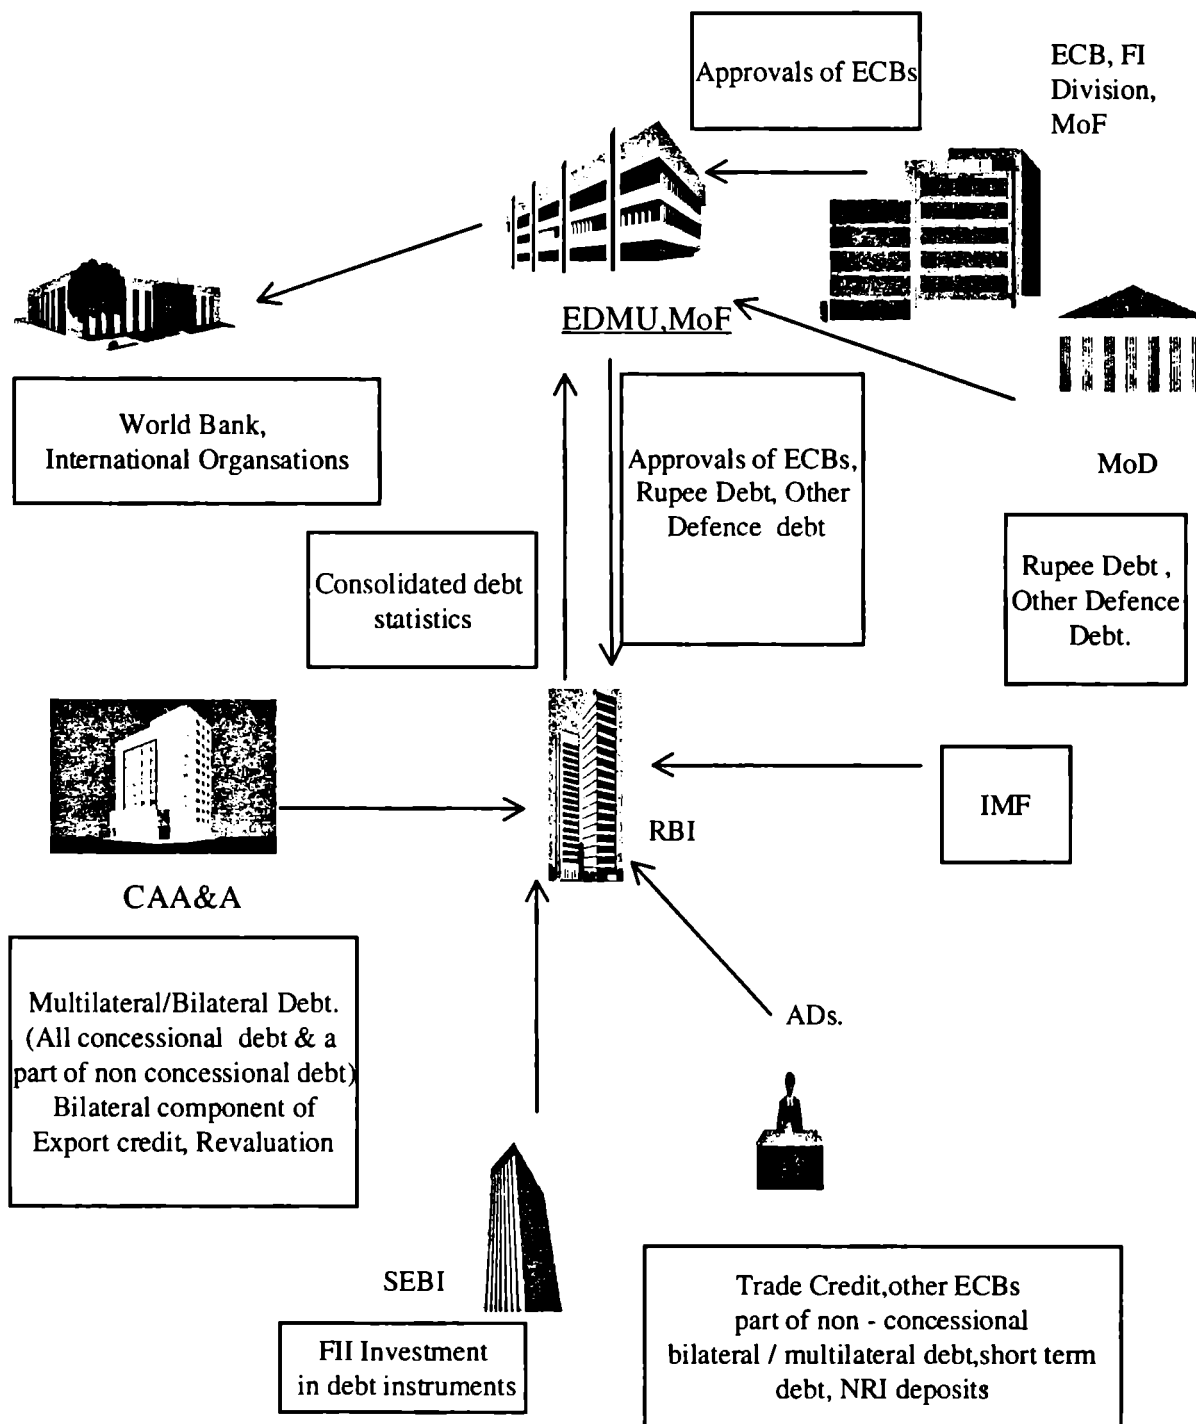 Approvals of ECBs
ECB, FI
Division,
MoF
EDMU,MoF
World Bank,
International Organsations
Approvals of ECBs,
Rupee Debt, Other
Defence debt
MoD
Consolidated debt
statistics
Rupee Debt ,
Other Defence
Debt.
IMF
RBI
CAA&A
Multilateral/Bilateral Debt.
(All concessional debt & a
part of non concessional debt)
Bilateral component of
Export credit, Revaluation
ADs.
SEBI
FII Investment
in debt instruments
Trade Credit,other ECBs
part of non - concessional
bilateral / multilateral debt,short term
debt, NRI deposits